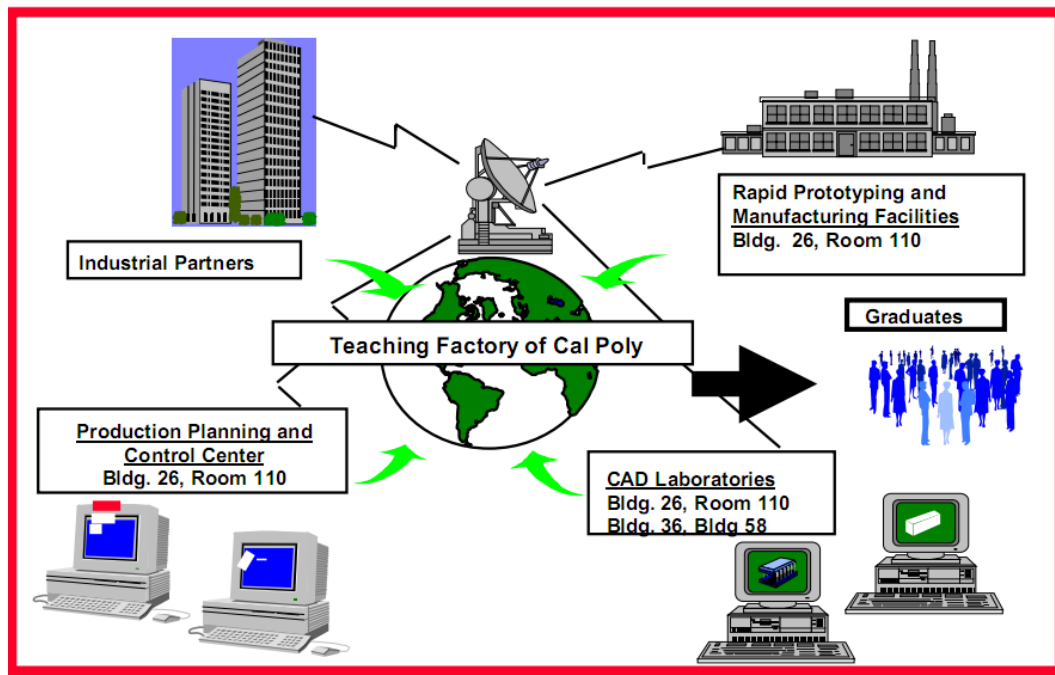 Industrial Partners
Rapid Prototyping and
Manufacturing Facilities
Bldg. 26, Room 110
Graduates
Teaching Factory of Cal Poly
Production Planning and
Control Center
Bldg. 26, Room 110
CAD Laboratories
Bldg. 26, Room 110
Bldg. 36, Bldg 58